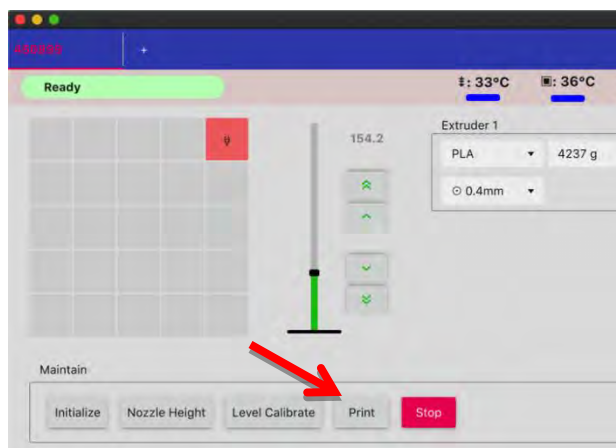 +
Ready
: 33°C
: 36°C
154.2
Extruder 1
PLA
4237 g
0.4mm
Maintain
Initialize
Nozzle Height
Level Calibrate
Print
Stop